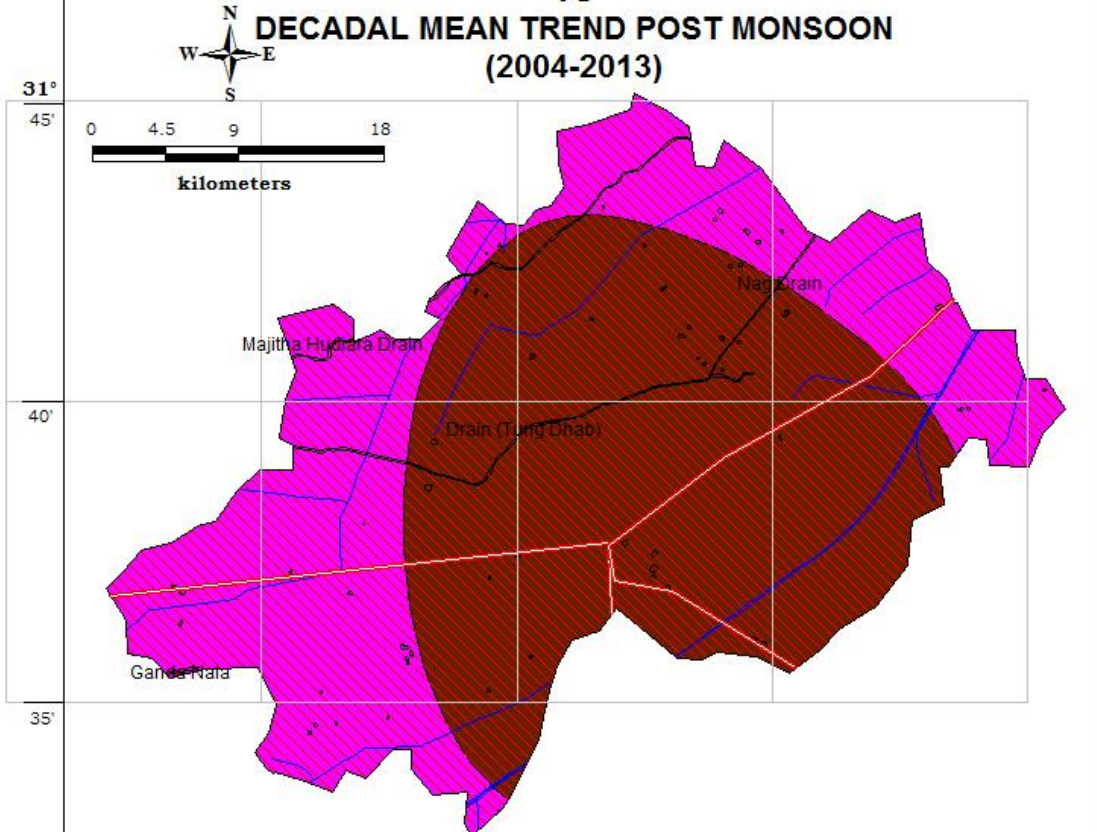 DECADAL MEAN TREND POST MONSOON
(2004-2013)
N
W E
S
31°
45'
0 4.5 9 18
kilometers
Nag Drain
Majitha Hudiara Drain
40'
Drain (Tung Dhab)
Ganda Nala
35'